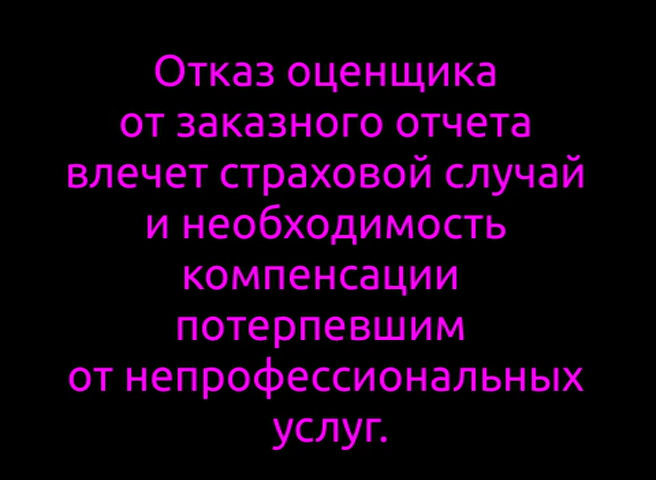 Отказ оценщика
от заказного отчета
влечет страховой случай
и необходимость
компенсации
потерпевшим
от непрофессиональных
услуг.